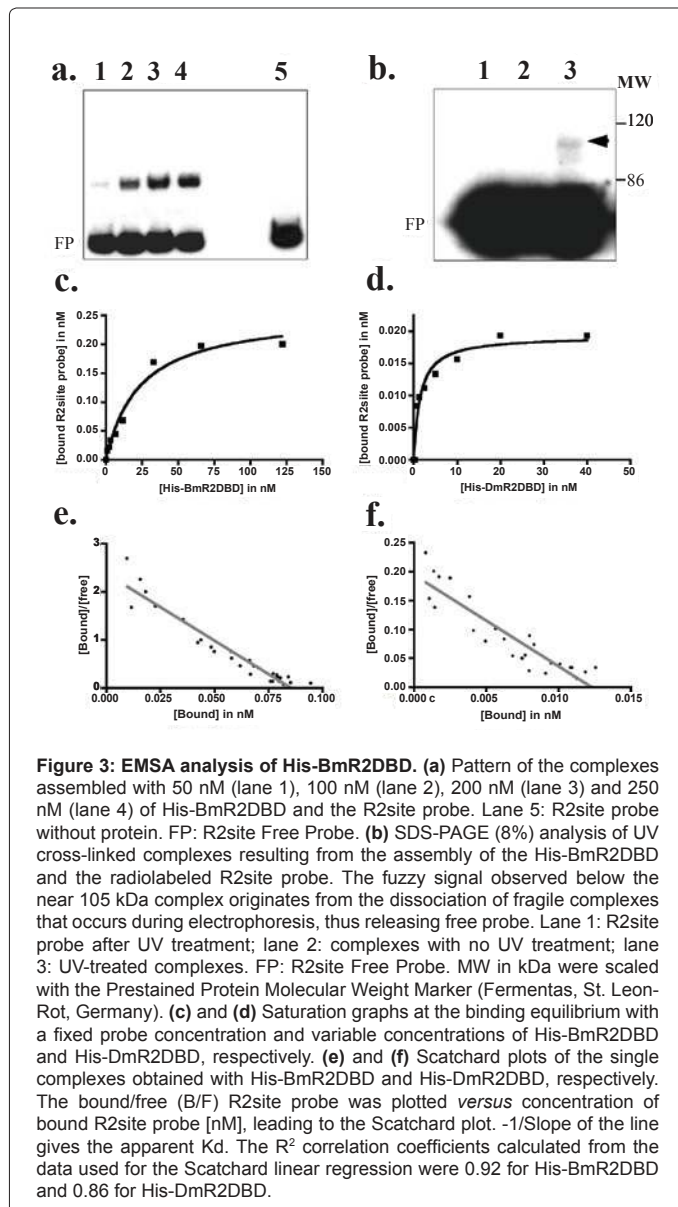 a.
1 2 3 4 5
FP
b.
1 2 3
MW
120
86
FP
c.
[bound R2siite probe] in nM
0.25
0.20
0.15
0.10
0.05
0.00
0 25 50 75 100 125 150
[His-BmR2DBD] in nM
d.
[bound R2siite probe] in nM
0.020
0.015
0.010
0.005
0.000
0 10 20 30 40 50
[His-DmR2DBD] in nM
e.
[Bound]/[free]
3
2
1
0
0.000 0.025 0.050 0.075 0.100
[Bound] in nM
f.
[Bound]/[free]
0.25
0.20
0.15
0.10
0.05
0.00
0.000 c 0.005 0.010 0.015
[Bound] in nM
Figure 3: EMSA analysis of His-BmR2DBD. (a) Pattern of the complexes
assembled with 50 nM (lane 1), 100 nM (lane 2), 200 nM (lane 3) and 250
nM (lane 4) of His-BmR2DBD and the R2site probe. Lane 5: R2site probe
without protein. FP: R2site Free Probe. (b) SDS-PAGE (8%) analysis of UV
cross-linked complexes resulting from the assembly of the His-BmR2DBD
and the radiolabeled R2site probe. The fuzzy signal observed below the
near 105 kDa complex originates from the dissociation of fragile complexes
that occurs during electrophoresis, thus releasing free probe. Lane 1: R2site
probe after UV treatment; lane 2: complexes with no UV treatment; lane
3: UV-treated complexes. FP: R2site Free Probe. MW in kDa were scaled
with the Prestained Protein Molecular Weight Marker (Fermentas, St. Leon-
Rot, Germany). (c) and (d) Saturation graphs at the binding equilibrium with
a fixed probe concentration and variable concentrations of His-BmR2DBD
and His-DmR2DBD, respectively. (e) and (f) Scatchard plots of the single
complexes obtained with His-BmR2DBD and His-DmR2DBD, respectively.
The bound/free (B/F) R2site probe was plotted versus concentration of
bound R2site probe [nM], leading to the Scatchard plot. -1/Slope of the line
gives the apparent Kd. The R² correlation coefficients calculated from the
data used for the Scatchard linear regression were 0.92 for His-BmR2DBD
and 0.86 for His-DmR2DBD.